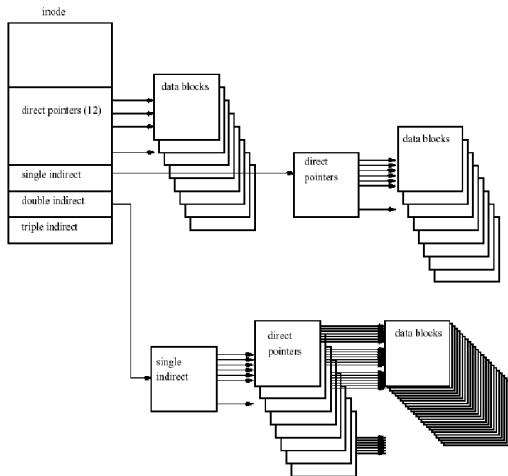 inode
data blocks
direct pointers (12)
data blocks
direct
pointers
single indirect
double indirect
triple indirect
direct
pointers
data blocks
single
indirect